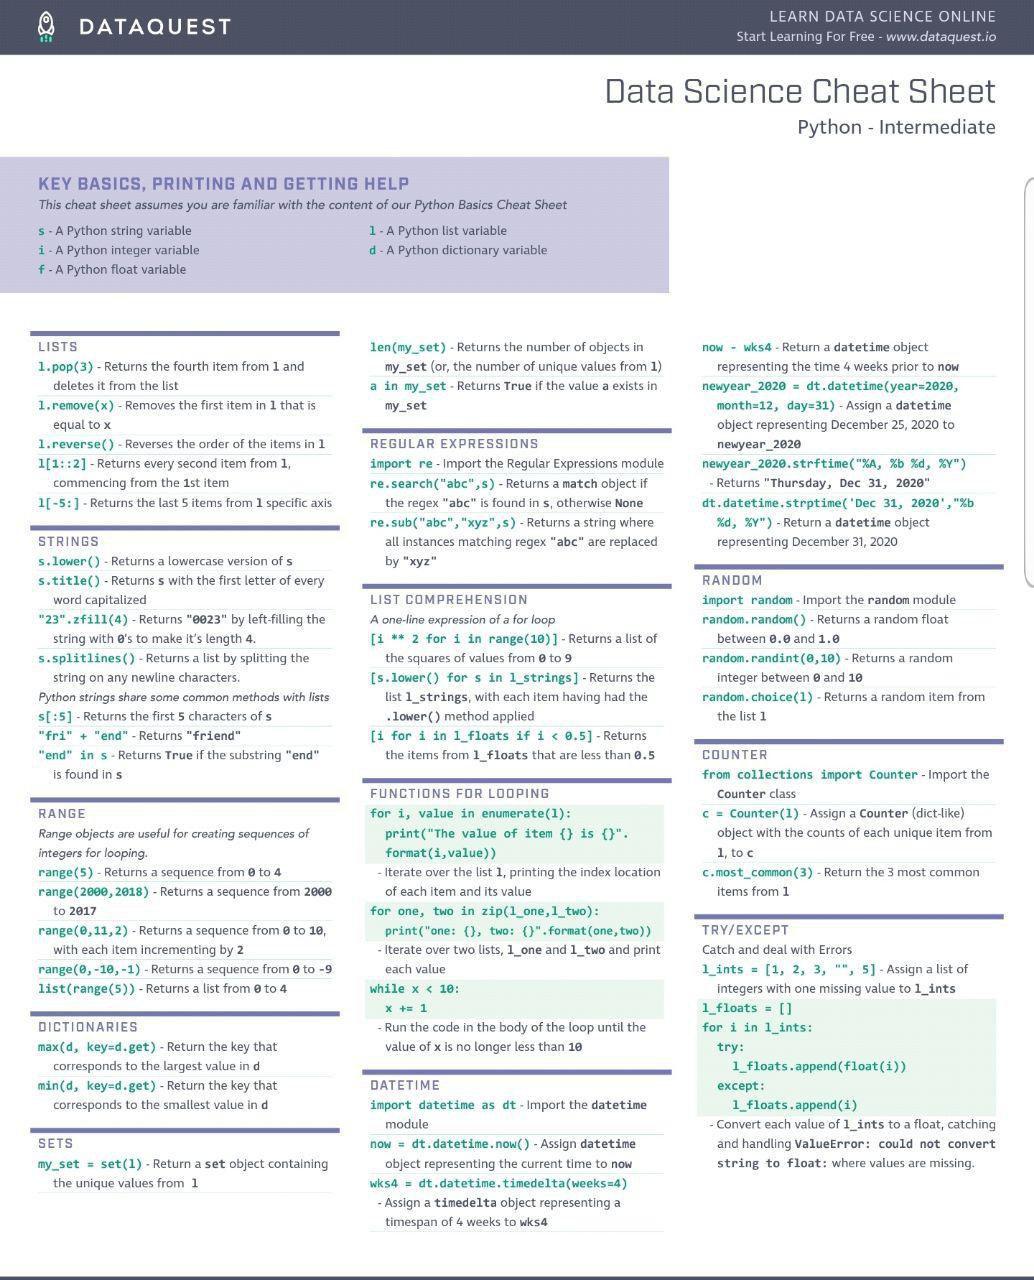 DATAQUEST
LEARN DATA SCIENCE ONLINE
Start Learning For Free - www.dataquest.io
Data Science Cheat Sheet
Python - Intermediate
KEY BASICS, PRINTING AND GETTING HELP
This cheat sheet assumes you are familiar with the content of our Python Basics Cheat Sheet
s - A Python string variable
i - A Python integer variable
f - A Python float variable
l - A Python list variable
d - A Python dictionary variable
LISTS
l.pop(3) - Returns the fourth item from l and
deletes it from the list
l.remove(x) - Removes the first item in l that is
equal to x
l.reverse() - Reverses the order of the items in l
l[1::2] - Returns every second item from l,
commencing from the 1st item
l[-5:] - Returns the last 5 items from l specific axis
STRINGS
s.lower() - Returns a lowercase version of s
s.title() - Returns s with the first letter of every
word capitalized
"23".zfill(4) - Returns "0023" by left-filling the
string with 0's to make it's length 4.
s.splitlines() - Returns a list by splitting the
string on any newline characters.
Python strings share some common methods with lists
s[:5] - Returns the first 5 characters of s
"fri" + "end" - Returns "friend"
"end" in s - Returns True if the substring "end"
is found in s
RANGE
Range objects are useful for creating sequences of
integers for looping.
range(5) - Returns a sequence from 0 to 4
range(2000,2018) - Returns a sequence from 2000
to 2017
range(0,11,2) - Returns a sequence from 0 to 10,
with each item incrementing by 2
range(0,-10,-1) - Returns a sequence from 0 to -9
list(range(5)) - Returns a list from 0 to 4
DICTIONARIES
max(d, key=d.get) - Return the key that
corresponds to the largest value in d
min(d, key=d.get) - Return the key that
corresponds to the smallest value in d
SETS
my_set = set(l) - Return a set object containing
the unique values from l
len(my_set) - Returns the number of objects in
my_set (or, the number of unique values from l)
a in my_set - Returns True if the value a exists in
my_set
REGULAR EXPRESSIONS
import re - Import the Regular Expressions module
re.search("abc",s) - Returns a match object if
the regex "abc" is found in s, otherwise None
re.sub("abc","xyz",s) - Returns a string where
all instances matching regex "abc" are replaced
by "xyz"
LIST COMPREHENSION
A one-line expression of a for loop
[i ** 2 for i in range(10)] - Returns a list of
the squares of values from 0 to 9
[s.lower() for s in l_strings] - Returns the
list l_strings, with each item having had the
.lower() method applied
[i for i in l_floats if i < 0.5] - Returns
the items from l_floats that are less than 0.5
FUNCTIONS FOR LOOPING
for i, value in enumerate(l):
print("The value of item {} is {}".
format(i,value))
- Iterate over the list l, printing the index location
of each item and its value
for one, two in zip(l_one,l_two):
print("one: {}, two: {}".format(one,two))
- Iterate over two lists, l_one and l_two and print
each value
while x < 10:
x += 1
- Run the code in the body of the loop until the
value of x is no longer less than 10
DATETIME
import datetime as dt - Import the datetime
module
now = dt.datetime.now() - Assign datetime
object representing the current time to now
wks4 = dt.datetime.timedelta(weeks=4)
- Assign a timedelta object representing a
timespan of 4 weeks to wks4
now - wks4 - Return a datetime object
representing the time 4 weeks prior to now
newyear_2020 = dt.datetime(year=2020,
month=12, day=31) - Assign a datetime
object representing December 25, 2020 to
newyear_2020
newyear_2020.strftime("%A, %b %d, %Y")
- Returns "Thursday, Dec 31, 2020"
dt.datetime.strptime('Dec 31, 2020',"%b
%d, %Y") - Return a datetime object
representing December 31, 2020
RANDOM
import random - Import the random module
random.random() - Returns a random float
between 0.0 and 1.0
random.randint(0,10) - Returns a random
integer between 0 and 10
random.choice(l) - Returns a random item from
the list l
COUNTER
from collections import Counter - Import the
Counter class
c = Counter(l) - Assign a Counter (dict-like)
object with the counts of each unique item from
l, to c
c.most_common(3) - Return the 3 most common
items from l
TRY/EXCEPT
Catch and deal with Errors
l_ints = [1, 2, 3, "", 5] - Assign a list of
integers with one missing value to l_ints
l_floats = []
for i in l_ints:
try:
l_floats.append(float(i))
except:
l_floats.append(i)
- Convert each value of l_ints to a float, catching
and handling ValueError: could not convert
string to float: where values are missing.